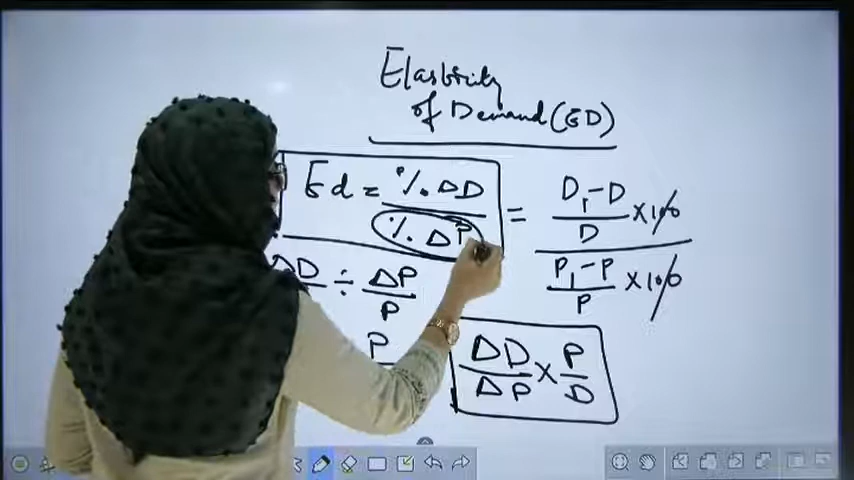 Elasticity
of Demand (ED)
Ed = % ΔD / % ΔP = D₁-D / D × 100 / P₁-P / P × 100
ΔD ÷ ΔP / P
P
ΔD / ΔP × P / D